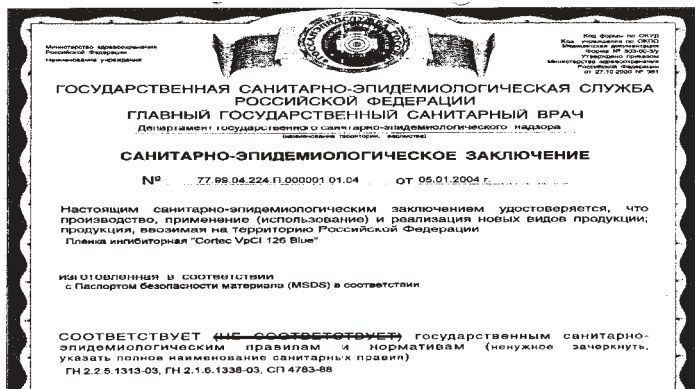 Министерство здравоохранения
Российской Федерации
Наименование учреждения
Код формы по ОКУД
Код учреждения по ОКПО
Медицинская документация
Форма № 303-00-3/у
Утверждено приказом
Министерства здравоохранения
Российской Федерации
от 27.10.2000 № 381
ГОСУДАРСТВЕННАЯ САНИТАРНО-ЭПИДЕМИОЛОГИЧЕСКАЯ СЛУЖБА
РОССИЙСКОЙ ФЕДЕРАЦИИ
ГЛАВНЫЙ ГОСУДАРСТВЕННЫЙ САНИТАРНЫЙ ВРАЧ
Департамент государственного санитарно-эпидемиологического надзора
(наименование территории, ведомства)
САНИТАРНО-ЭПИДЕМИОЛОГИЧЕСКОЕ ЗАКЛЮЧЕНИЕ
№ 77.99.04.224.П.000001.01.04 от 05.01.2004 г.
Настоящим санитарно-эпидемиологическим заключением удостоверяется, что
производство, применение (использование) и реализация новых видов продукции;
продукция, ввозимая на территорию Российской Федерации
Пленка ингибиторная "Cortec VpCI 126 Blue"
изготовленная в соответствии
с Паспортом безопасности материала (MSDS) в соответствии
СООТВЕТСТВУЕТ (НЕ СООТВЕТСТВУЕТ) государственным санитарно-
эпидемиологическим правилам и нормативам (ненужное зачеркнуть,
указать полное наименование санитарных правил)
ГН 2.2.5.1313-03, ГН 2.1.6.1338-03, СП 4783-88